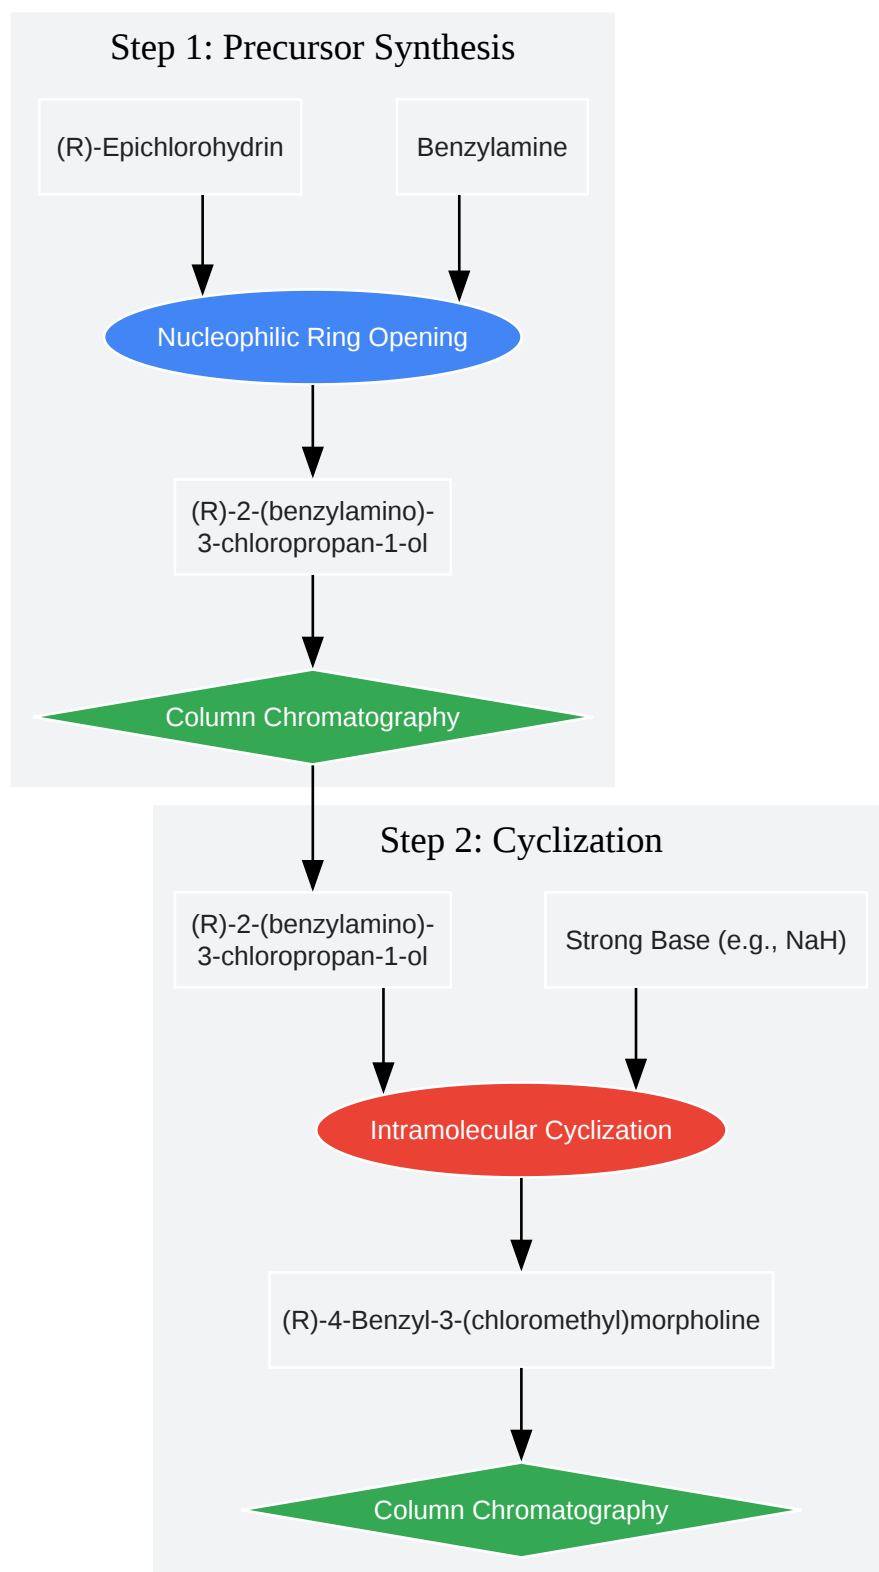 Step 1: Precursor Synthesis
(R)-Epichlorohydrin
Benzylamine
Nucleophilic Ring Opening
(R)-2-(benzylamino)-
3-chloropropan-1-ol
Column Chromatography
Step 2: Cyclization
(R)-2-(benzylamino)-
3-chloropropan-1-ol
Strong Base (e.g., NaH)
Intramolecular Cyclization
(R)-4-Benzyl-3-(chloromethyl)morpholine
Column Chromatography